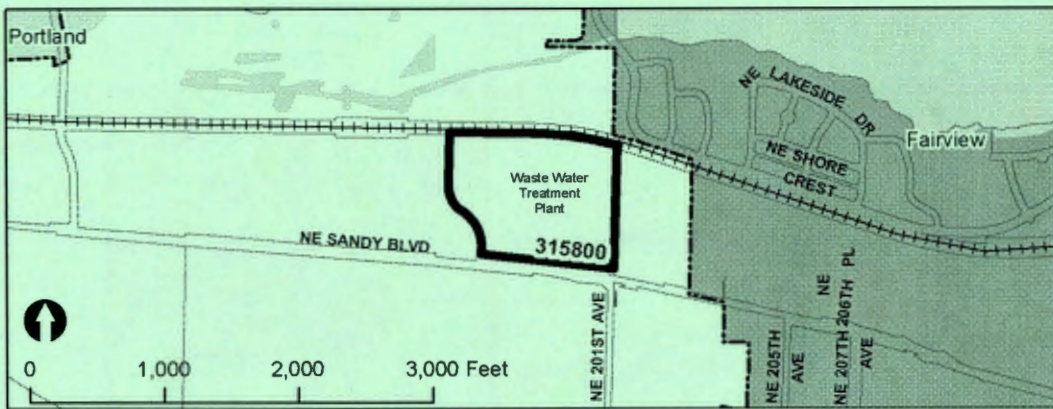 Portland
NE LAKESIDE DR
Fairview
NE SHORE
CREST
Waste Water
Treatment
Plant
315800
NE SANDY BLVD
NE 201ST AVE
NE 205TH
AVE
NE
NE 207TH 206TH PL
AVE
0 1,000 2,000 3,000 Feet